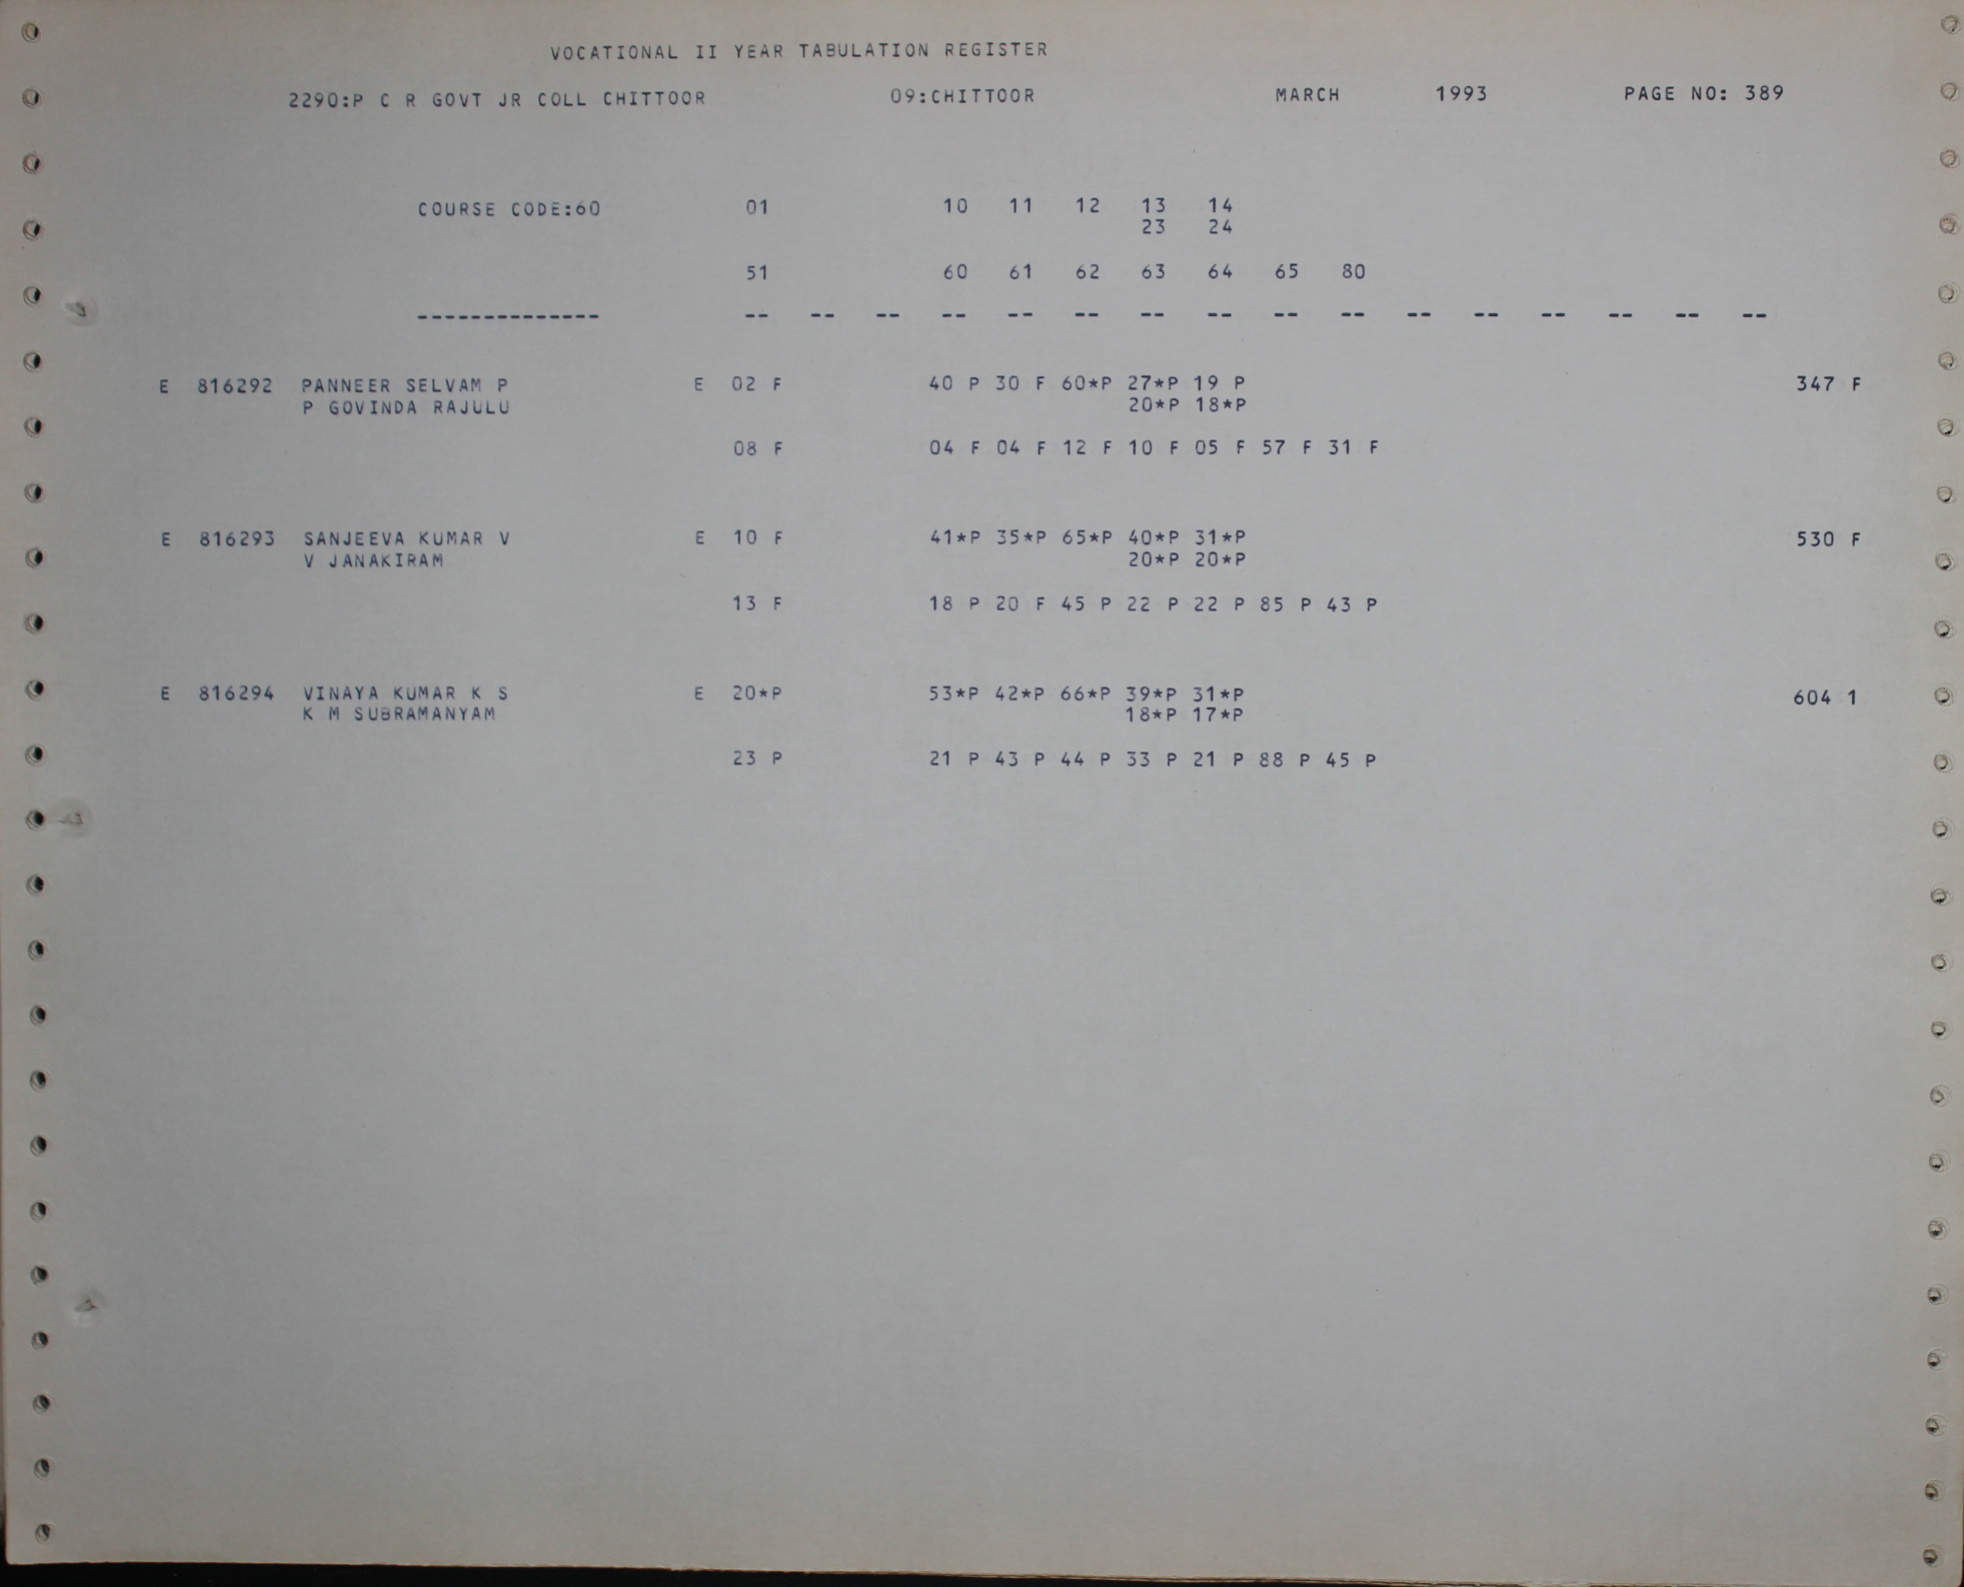 VOCATIONAL II YEAR TABULATION REGISTER
2290:P C R GOVT JR COLL CHITTOOR 09:CHITTOOR MARCH 1993 PAGE NO: 389
COURSE CODE:60 01 10 11 12 13 14
23 24
51 60 61 62 63 64 65 80
-------------- -- -- -- -- -- -- -- -- -- -- -- -- -- -- -- --
E 816292 PANNEER SELVAM P E 02 F 40 P 30 F 60*P 27*P 19 P 347 F
P GOVINDA RAJULU 20*P 18*P
08 F 04 F 04 F 12 F 10 F 05 F 57 F 31 F
E 816293 SANJEEVA KUMAR V E 10 F 41*P 35*P 65*P 40*P 31*P 530 F
V JANAKIRAM 20*P 20*P
13 F 18 P 20 F 45 P 22 P 22 P 85 P 43 P
E 816294 VINAYA KUMAR K S E 20*P 53*P 42*P 66*P 39*P 31*P 604 1
K M SUBRAMANYAM 18*P 17*P
23 P 21 P 43 P 44 P 33 P 21 P 88 P 45 P